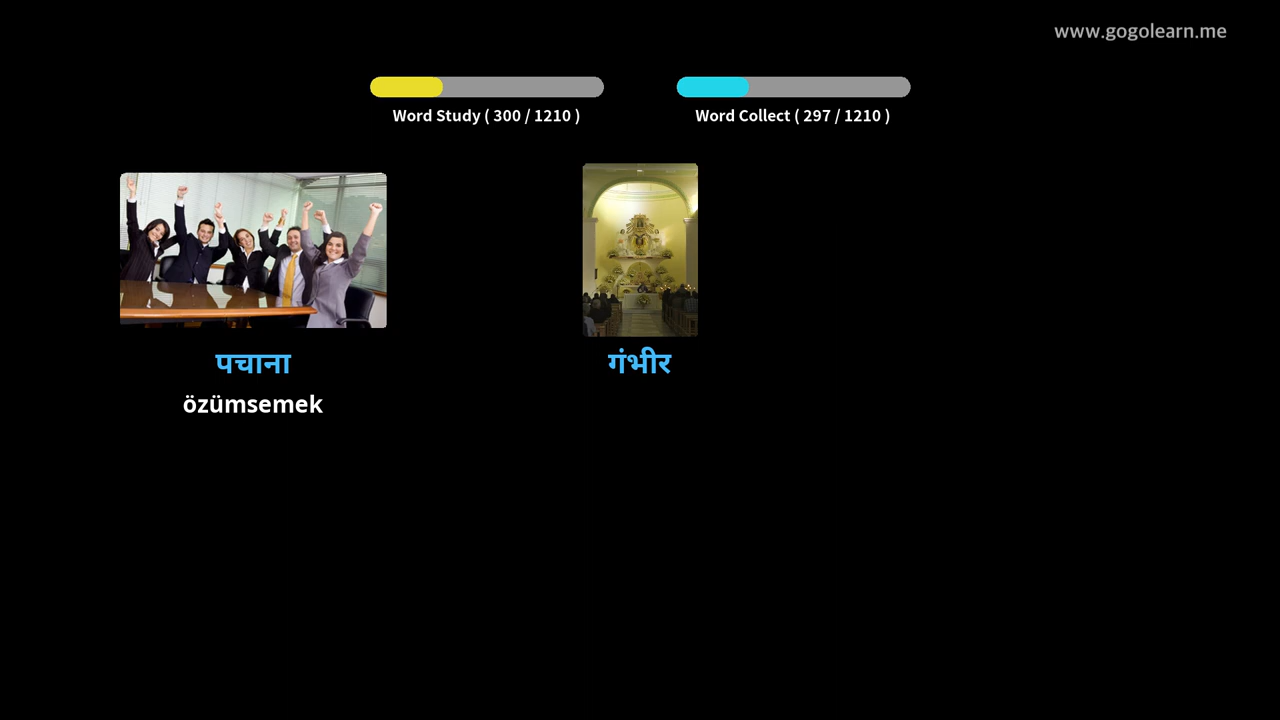 www.gogolearn.me
Word Study ( 300 / 1210 )
Word Collect ( 297 / 1210 )
पचाना
özümsemek
गंभीर